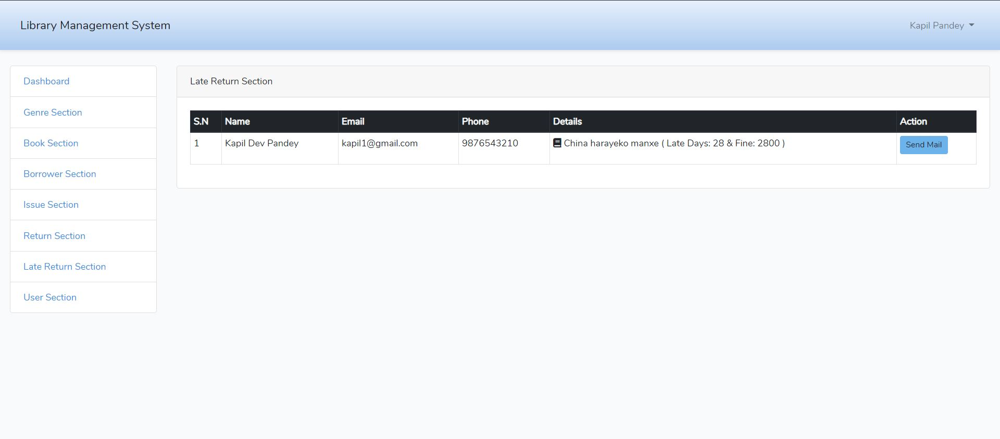 Library Management System
Kapil Pandey
Dashboard
Genre Section
Book Section
Borrower Section
Issue Section
Return Section
Late Return Section
User Section
Late Return Section
S.N Name Email Phone Details Action
1 Kapil Dev Pandey kapil1@gmail.com 9876543210 China harayeko manxe ( Late Days: 28 & Fine: 2800 ) Send Mail